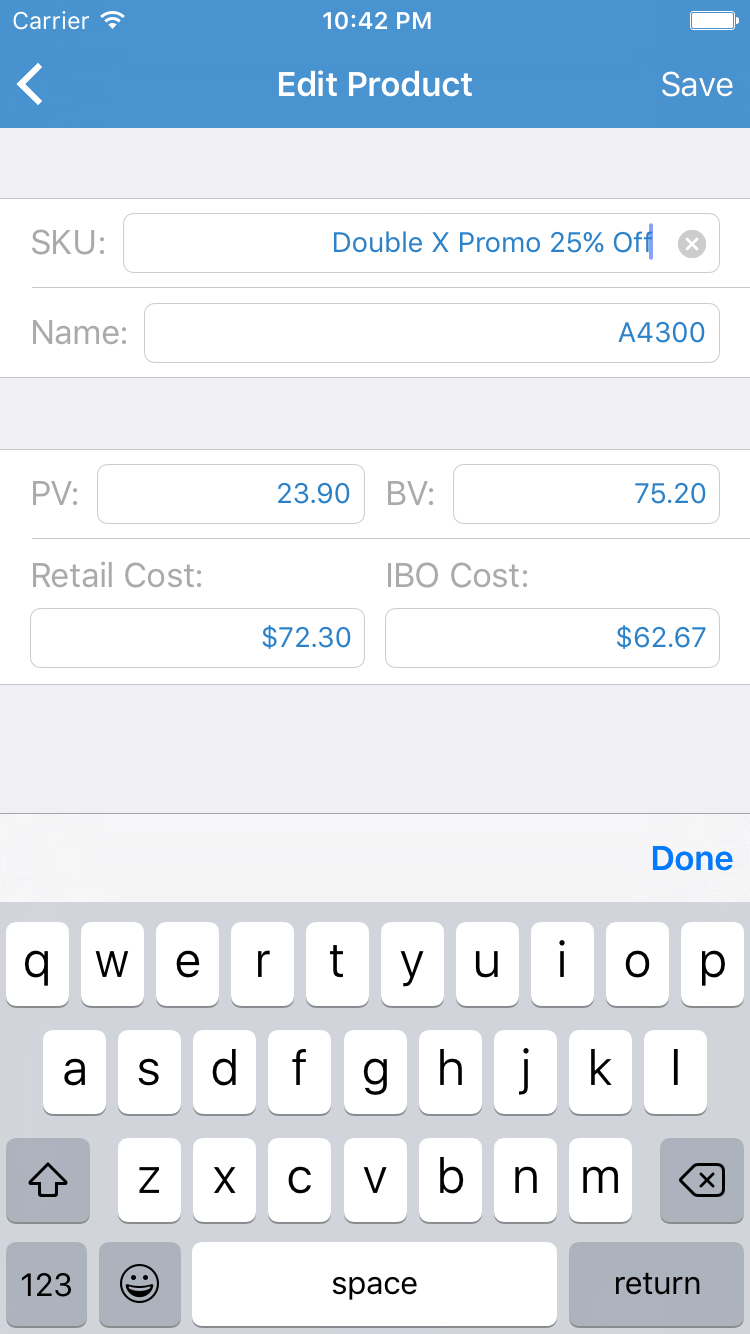 Carrier 10:42 PM
Edit Product Save
SKU: Double X Promo 25% Off
Name: A4300
PV: 23.90 BV: 75.20
Retail Cost: IBO Cost:
$72.30 $62.67
Done
q w e r t y u i o p
a s d f g h j k l
z x c v b n m
123 space return